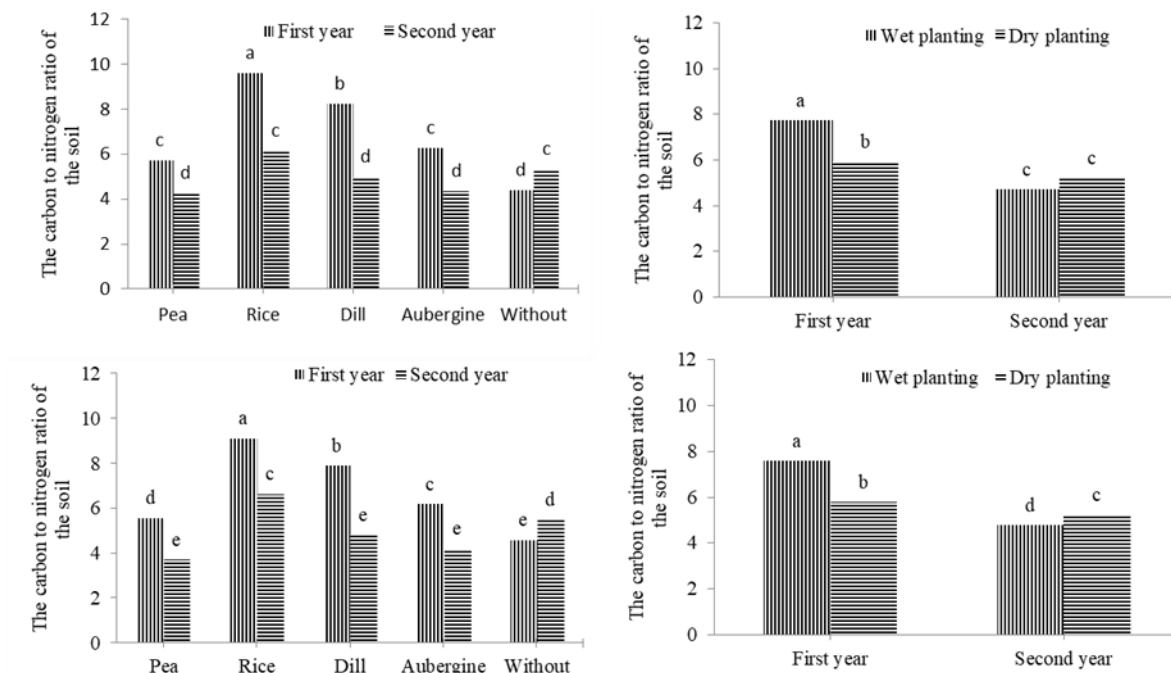 The carbon to nitrogen ratio of
the soil
12
10
8
6
4
2
0
First year Second year
c d a c b d c d d c
Pea Rice Dill Aubergine Without
The carbon to nitrogen ratio of
the soil
12
10
8
6
4
2
0
Wet planting Dry planting
a b c c
First year Second year
The carbon to nitrogen ratio of
the soil
12
10
8
6
4
2
0
First year Second year
d e a c b e c e e d
Pea Rice Dill Aubergine Without
The carbon to nitrogen ratio of
the soil
12
10
8
6
4
2
0
Wet planting Dry planting
a b d c
First year Second year